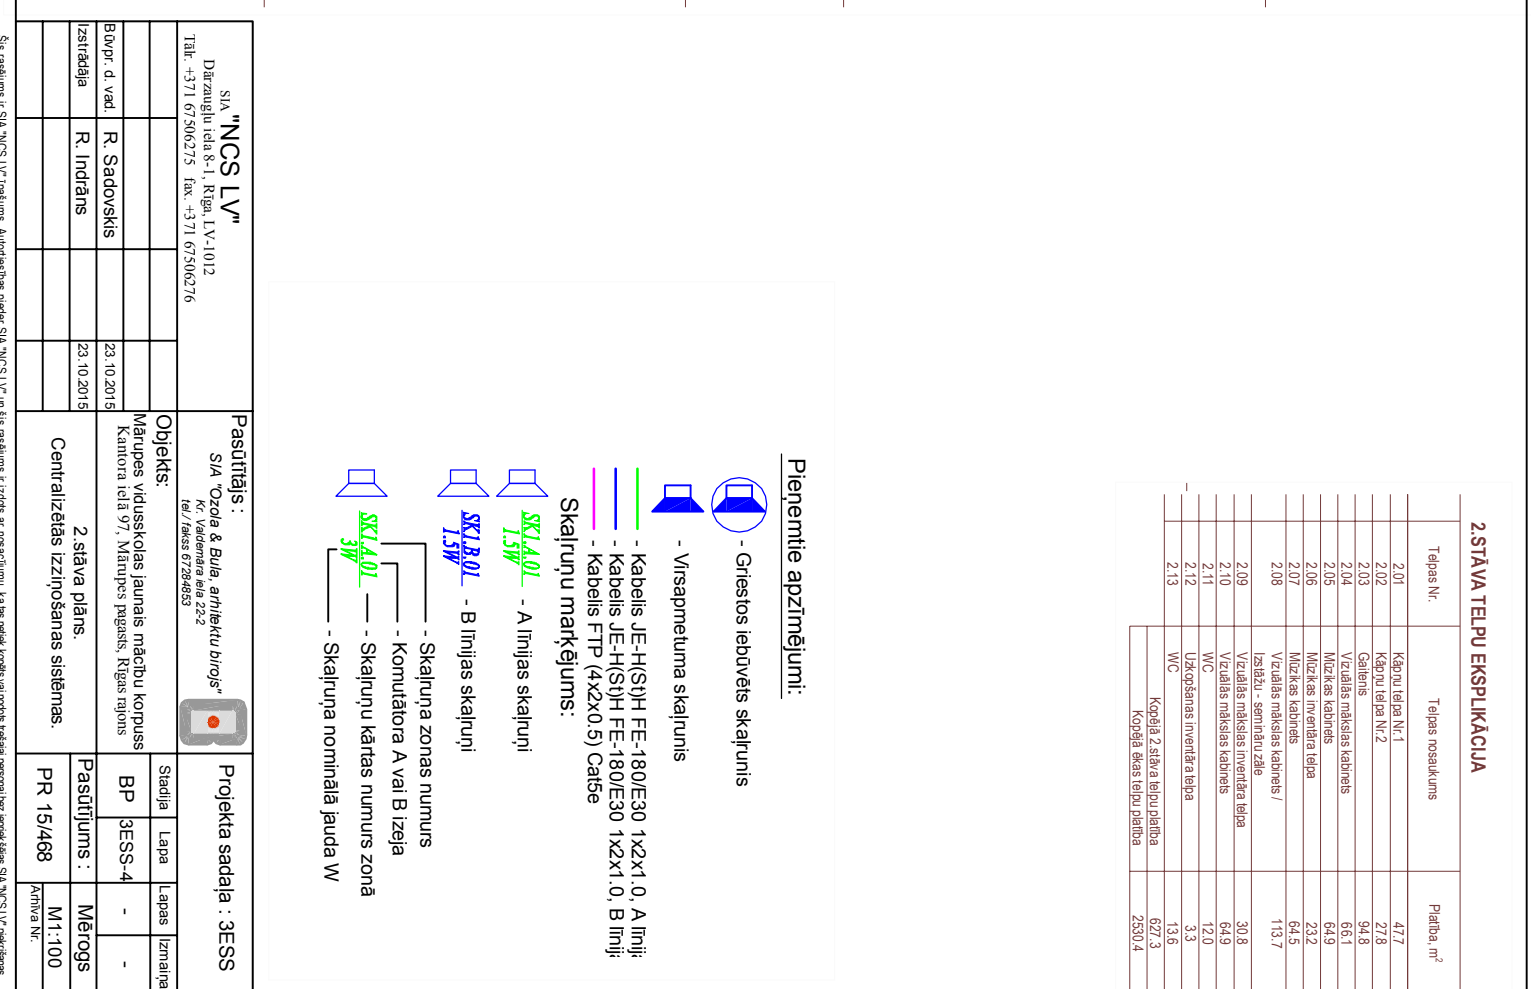 2.STĀVA TELPU EKSPLIKĀCIJA
Telpas Nr. Telpas nosaukums Platība, m²
2.01 Kāpņu telpa Nr.1 47.7
2.02 Kāpņu telpa Nr.2 27.8
2.03 Gaitenis 94.8
2.04 Vizuālās mākslas kabinets 66.1
2.05 Mūzikas kabinets 64.9
2.06 Mūzikas inventāra telpa 23.2
2.07 Mūzikas kabinets 64.5
2.08 Vizuālās mākslas kabinets / 113.7
Izstāžu - semināru zāle
2.09 Vizuālās mākslas inventāra telpa 30.8
2.10 Vizuālās mākslas kabinets 64.9
2.11 WC 12.0
2.12 Uzkopšanas inventāra telpa 3.3
2.13 WC 13.6
Kopējā 2.stāva telpu platība 627.3
Kopējā ēkas telpu platība 2530.4
Pieņemtie apzīmējumi:
- Griestos iebūvēts skaļrunis
- Virsapmetuma skaļrunis
- Kabelis JE-H(St)H FE-180/E30 1x2x1.0, A līnij
- Kabelis JE-H(St)H FE-180/E30 1x2x1.0, B līnij
- Kabelis FTP (4x2x0.5) Cat5e
Skaļruņu marķējums:
SK1.A.01
1.5W
- A līnijas skaļruņi
SK1.B.01
1.5W
- B līnijas skaļruņi
SK1.A.01
3W
- Skaļruņa zonas numurs
- Komutātora A vai B izeja
- Skaļruņu kārtas numurs zonā
- Skaļruņa nominālā jauda W
SIA "NCS LV"
Dārzaugļu iela 8-1, Rīga, LV-1012
Tālr. +371 67506275 fax. +371 67506276
Būvpr. d. vad. R. Sadovskis 23.10.2015
Izstrādāja R. Indrāns 23.10.2015
Pasūtītājs :
SIA "Ozola & Bula, arhitektu birojs"
Kr. Valdemāra iela 22-2
tel./ fakss 67284853
Objekts:
Mārupes vidusskolas jaunais mācību korpuss
Kantora ielā 97, Mārupes pagasts, Rīgas rajons
2.stāva plāns.
Centralizētās izziņošanas sistēmas.
Projekta sadaļa : 3ESS
Stadija Lapa Lapas Izmaiņa
BP 3ESS-4 - -
Pasūtījums : Mērogs
PR 15/468 M1:100
Arhīva Nr.